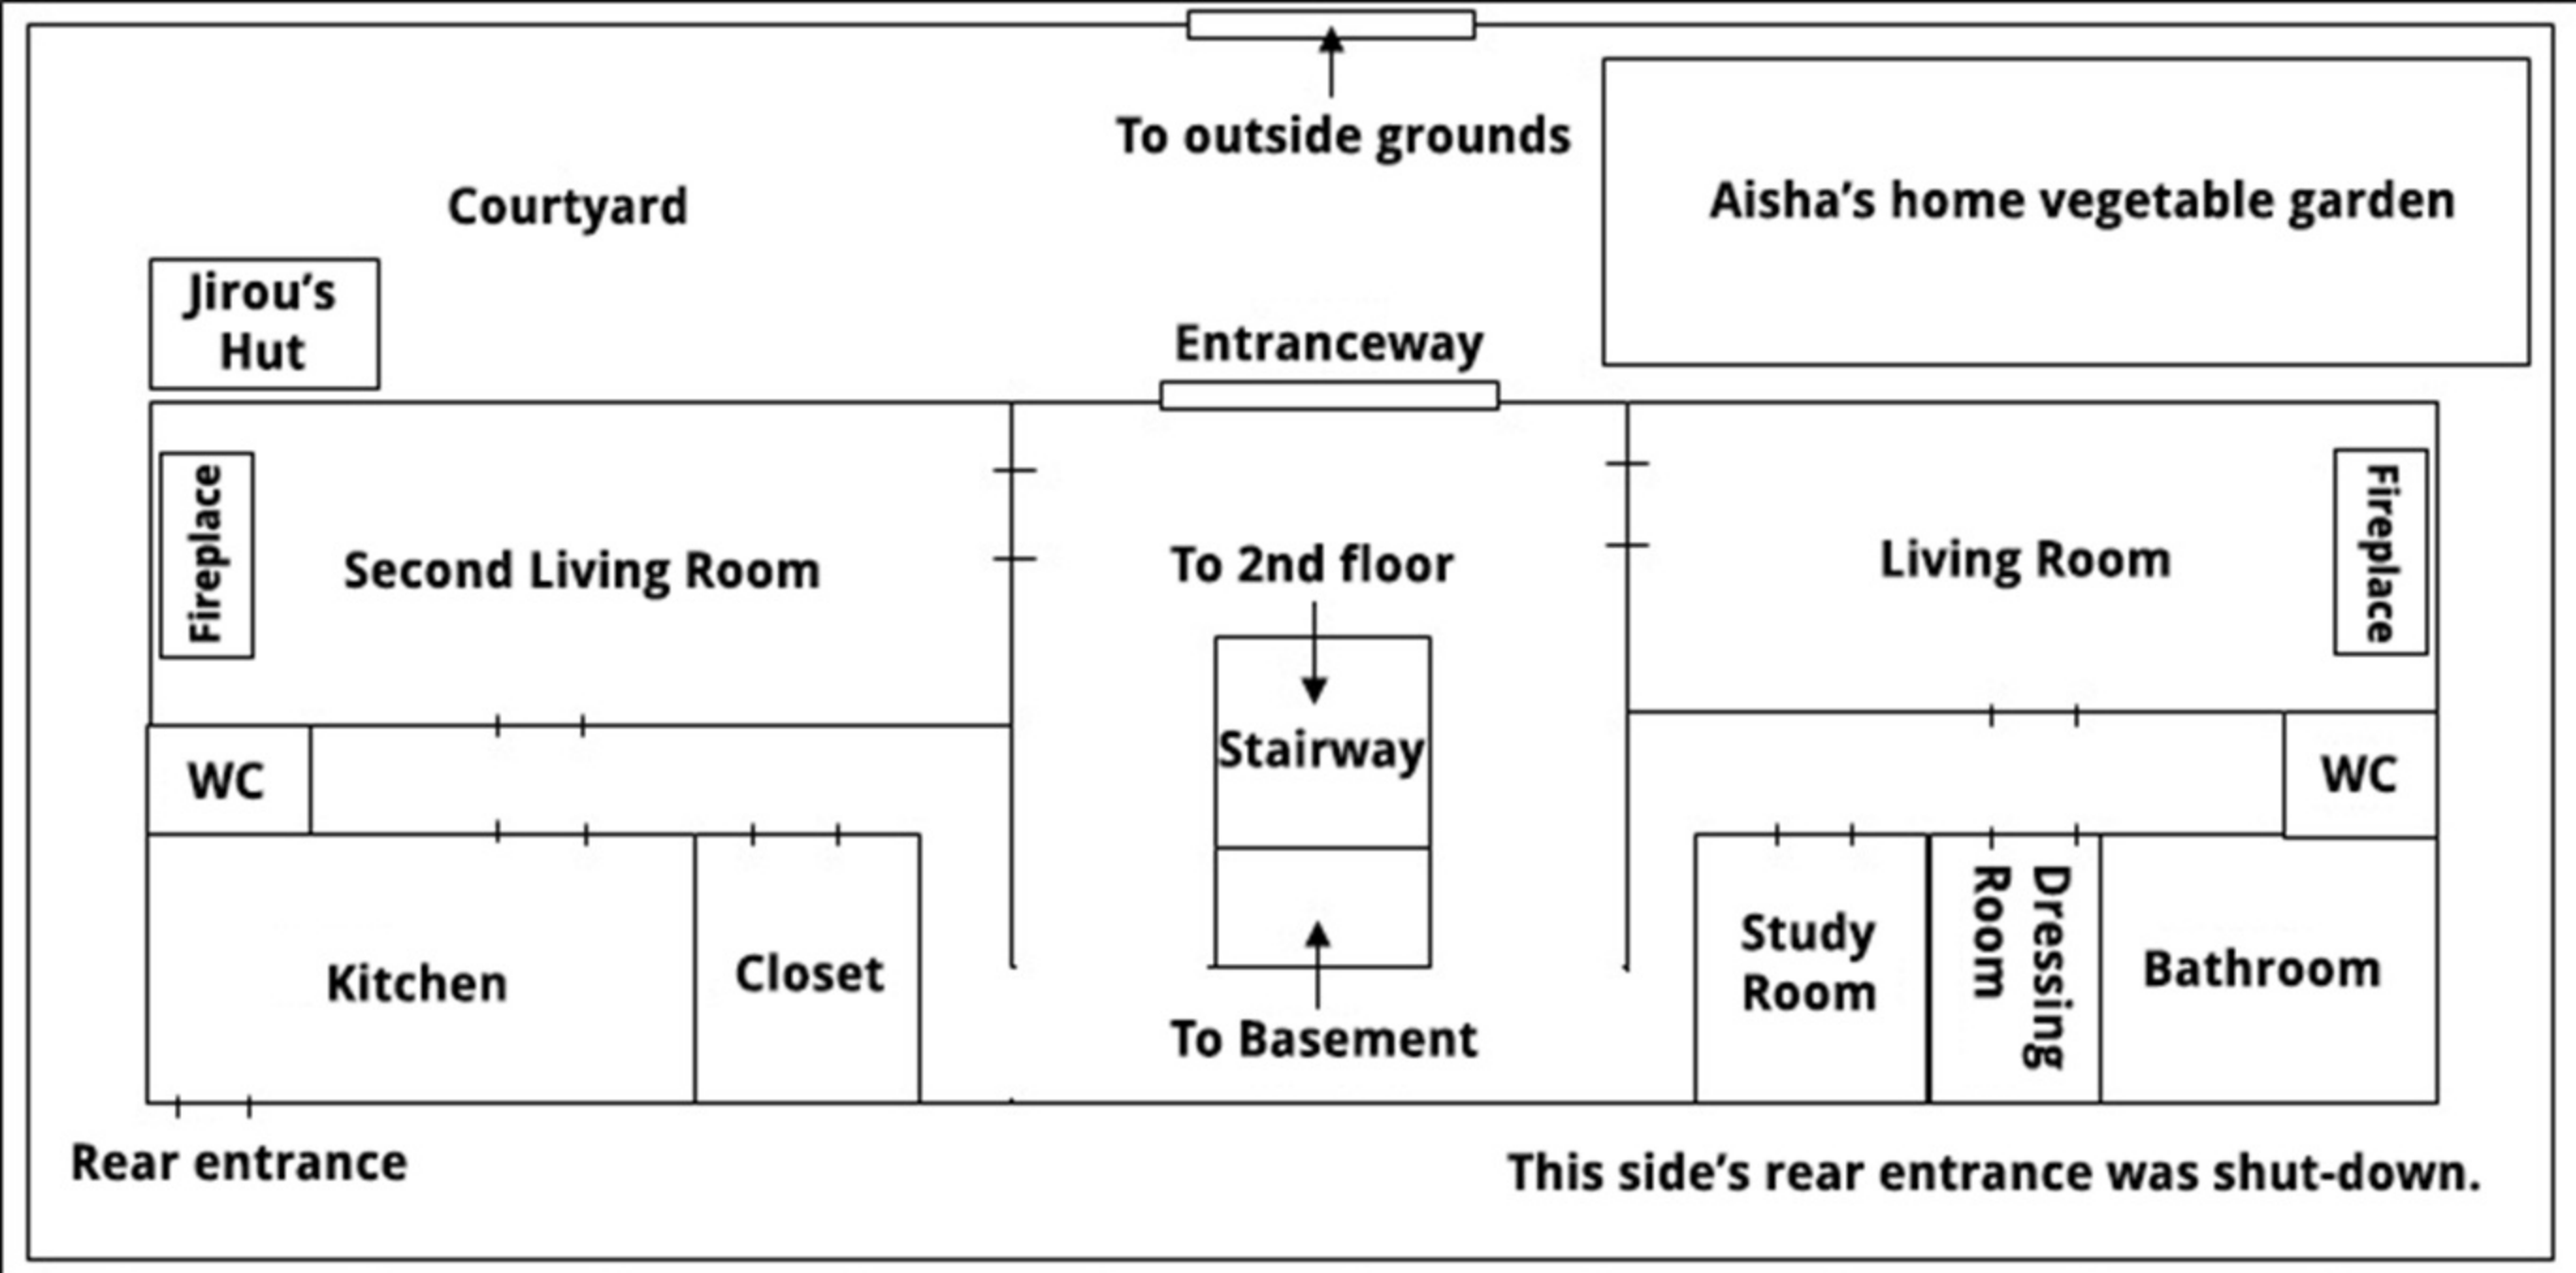 To outside grounds
Aisha's home vegetable garden
Courtyard
Jirou's
Hut
Entranceway
Fireplace
Second Living Room
To 2nd floor
Living Room
Fireplace
Stairway
WC
WC
Kitchen
Closet
To Basement
Study
Room
Dressing
Room
Bathroom
Rear entrance
This side's rear entrance was shut-down.